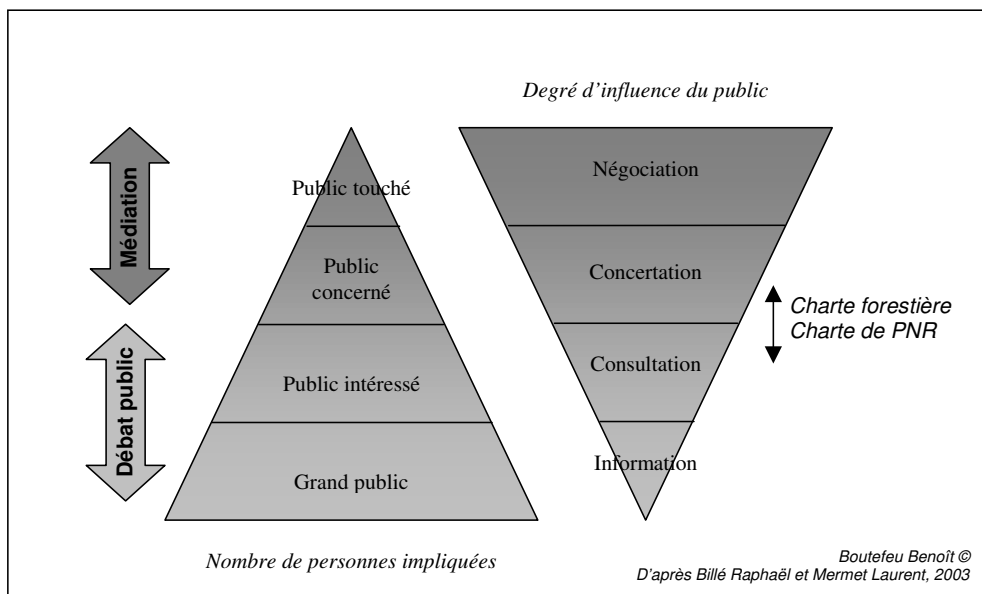 Degré d'influence du public
Médiation
Débat public
Public touché
Public
concerné
Public intéressé
Grand public
Négociation
Concertation
Consultation
Information
Charte forestière
Charte de PNR
Nombre de personnes impliquées
Boutefeu Benoît ©
D'après Billé Raphaël et Mermet Laurent, 2003